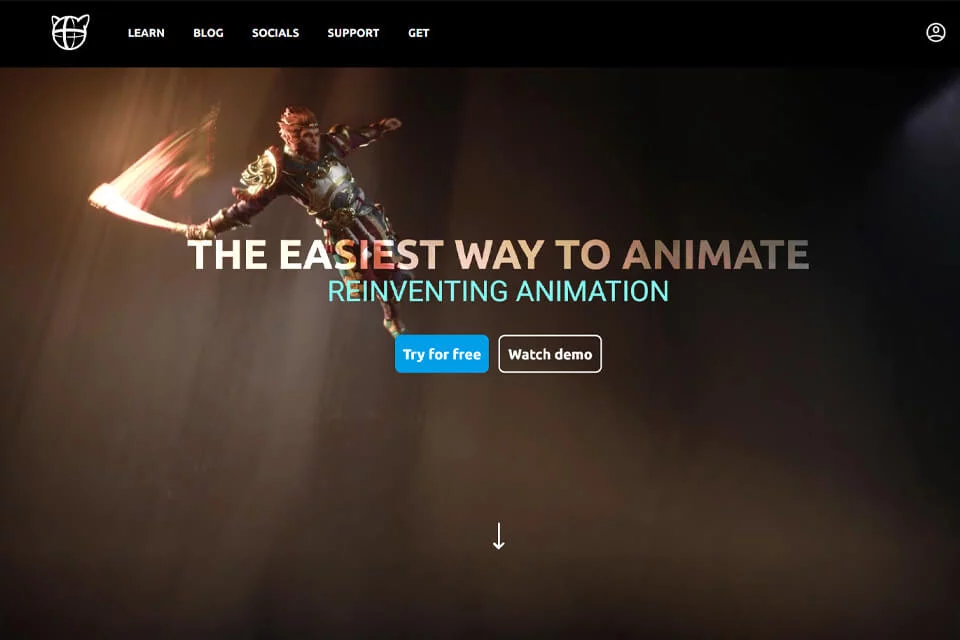 LEARN BLOG SOCIALS SUPPORT GET
THE EASIEST WAY TO ANIMATE
REINVENTING ANIMATION
Try for free Watch demo